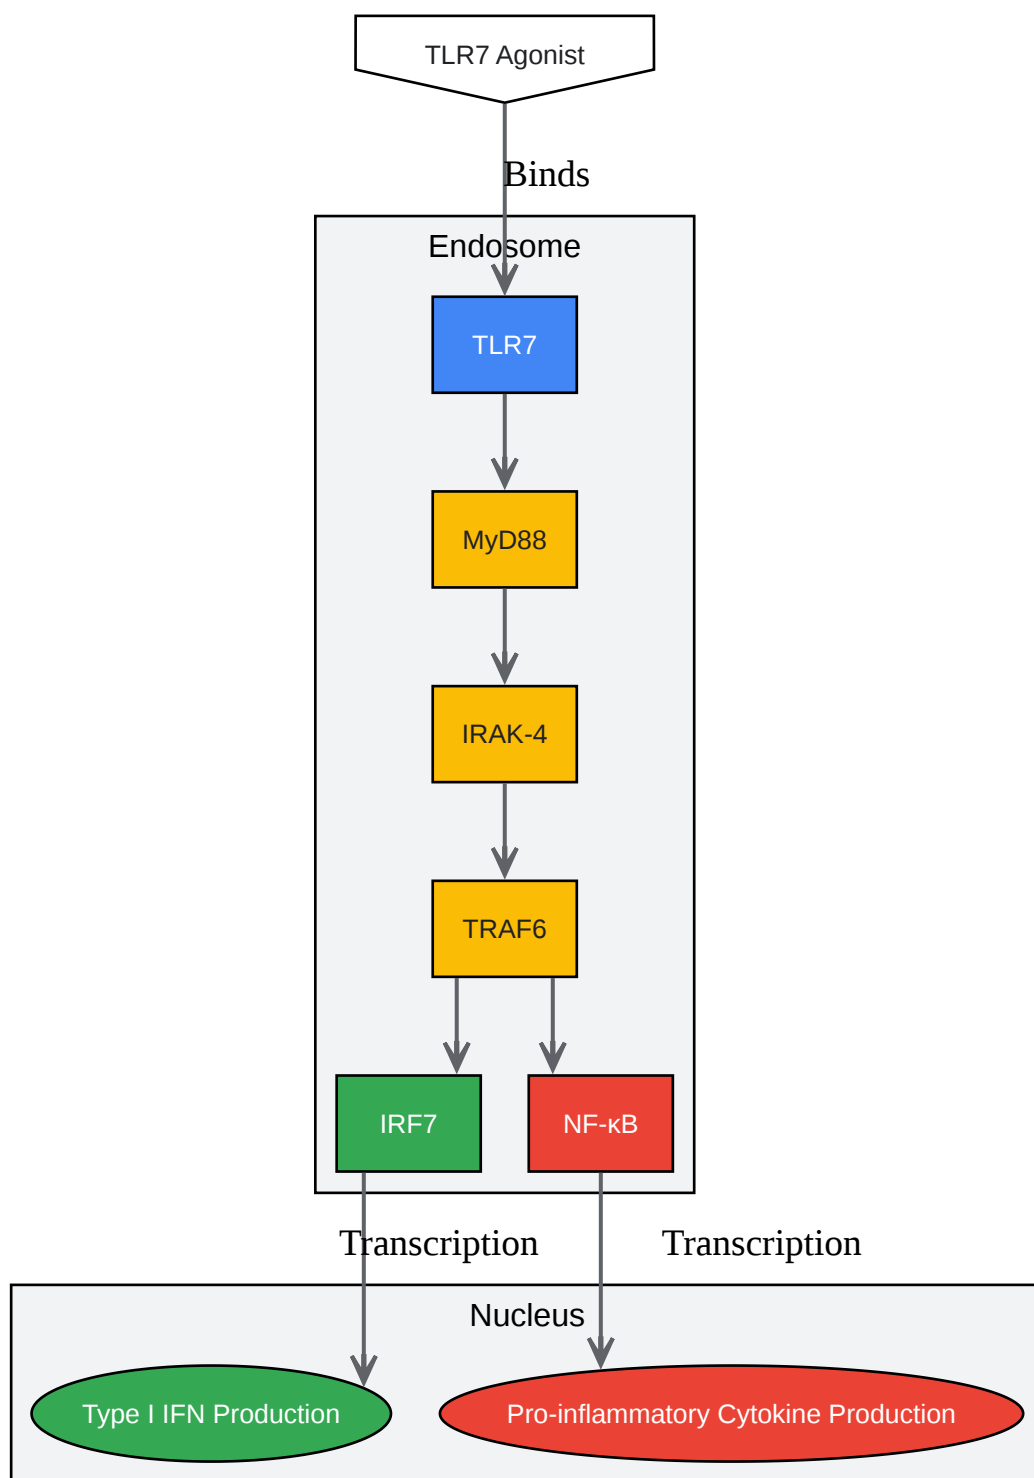 TLR7 Agonist
Binds
Endosome
TLR7
MyD88
IRAK-4
TRAF6
IRF7
NF-κB
Transcription
Transcription
Nucleus
Type I IFN Production
Pro-inflammatory Cytokine Production